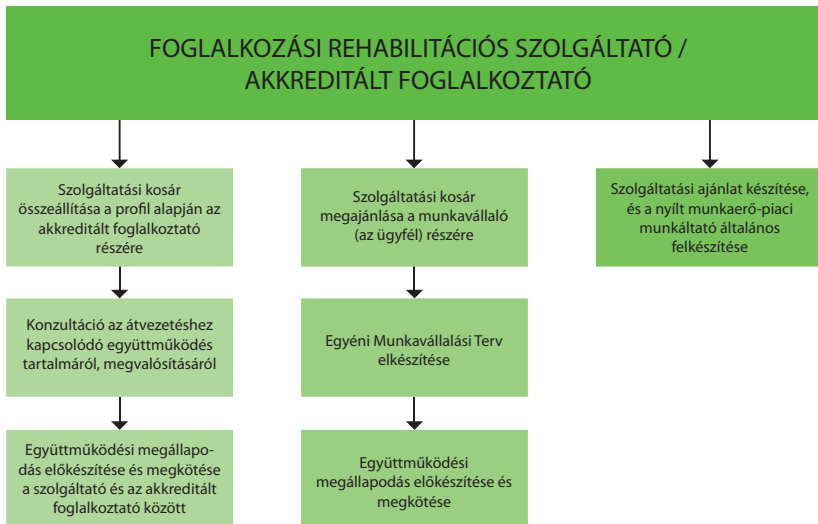 FOGLALKOZÁSI REHABILITÁCIÓS SZOLGÁLTATÓ /
AKKREDITÁLT FOGLALKOZTATÓ
Szolgáltatási kosár
összeállítása a profil alapján az
akkreditált foglalkoztató
részére
Konzultáció az átvezetéshez
kapcsolódó együttműködés
tartalmáról, megvalósításáról
Együttműködési megállapo-
dás előkészítése és megkötése
a szolgáltató és az akkreditált
foglalkoztató között
Szolgáltatási kosár
megajánlása a munkavállaló
(az ügyfél) részére
Egyéni Munkavállalási Terv
elkészítése
Együttműködési
megállapodás előkészítése és
megkötése
Szolgáltatási ajánlat készítése,
és a nyílt munkaerő-piaci
munkáltató általános
felkészítése